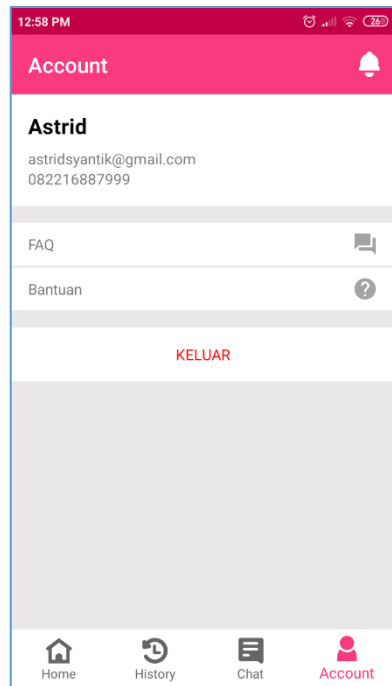 12:58 PM 26
Account
Astrid
astridsyantik@gmail.com
082216887999
FAQ
Bantuan
KELUAR
Home History Chat Account